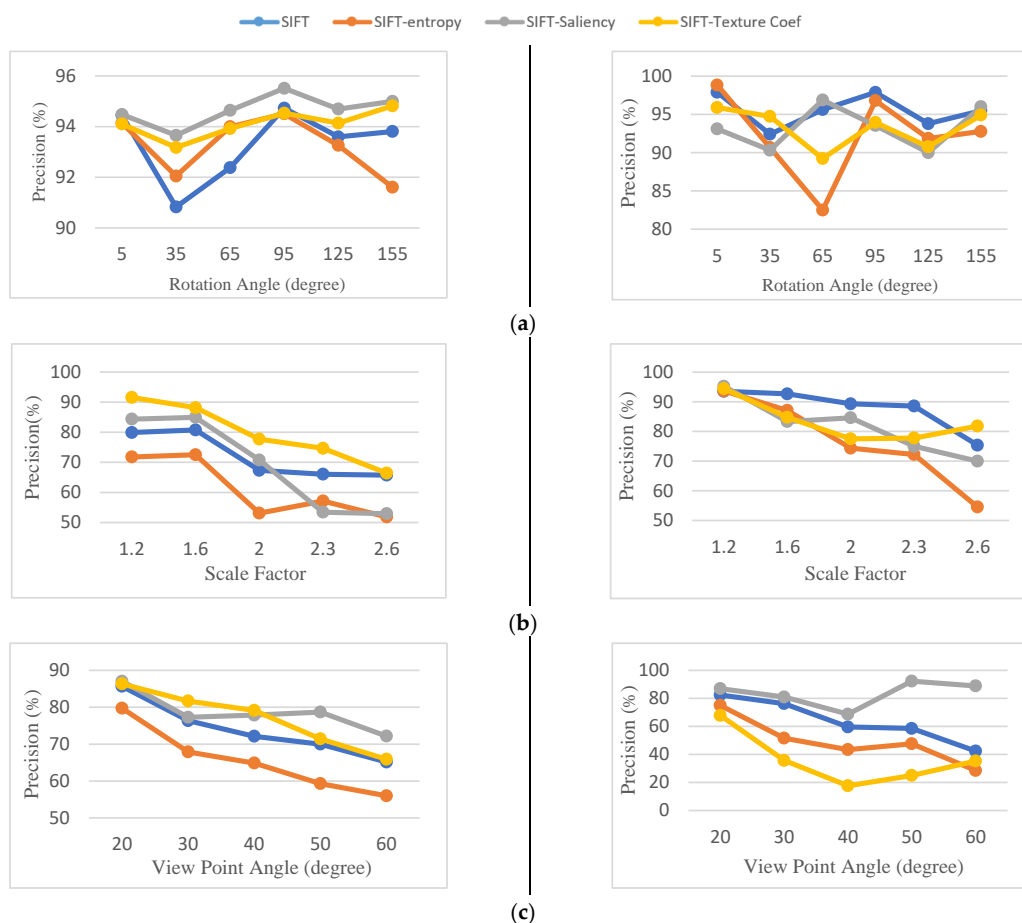 SIFT SIFT-entropy SIFT-Saliency SIFT-Texture Coef
96
94
92
90
Precision (%)
5 35 65 95 125 155
Rotation Angle (degree)
100
95
90
85
80
Precision (%)
5 35 65 95 125 155
Rotation Angle (degree)
(a)
100
90
80
70
60
50
Precision(%)
1.2 1.6 2 2.3 2.6
Scale Factor
100
90
80
70
60
50
Precision (%)
1.2 1.6 2 2.3 2.6
Scale Factor
(b)
90
80
70
60
50
Precision (%)
20 30 40 50 60
View Point Angle (degree)
100
80
60
40
20
0
Precision (%)
20 30 40 50 60
View Point Angle (degree)
(c)